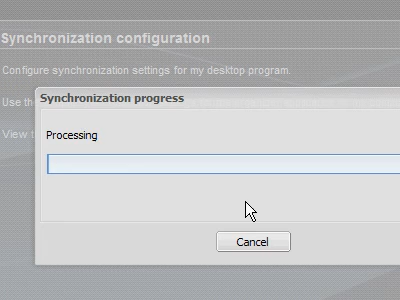 Synchronization configuration
Configure synchronization settings for my desktop program.
Use th
Synchronization progress
View t
Processing
Cancel